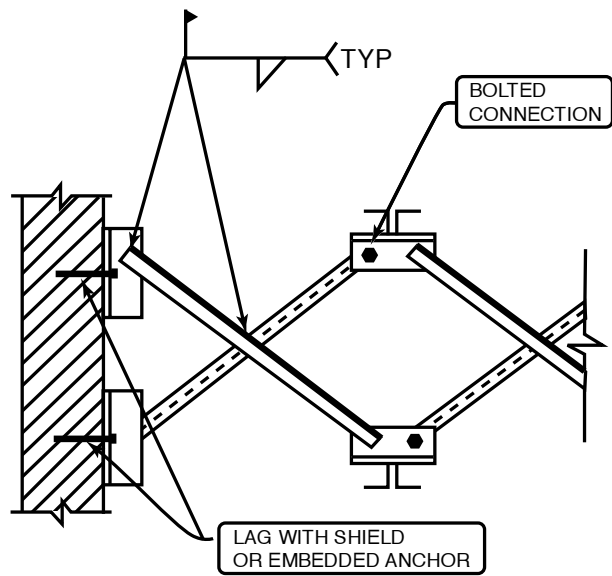 TYP
BOLTED
CONNECTION
LAG WITH SHIELD
OR EMBEDDED ANCHOR